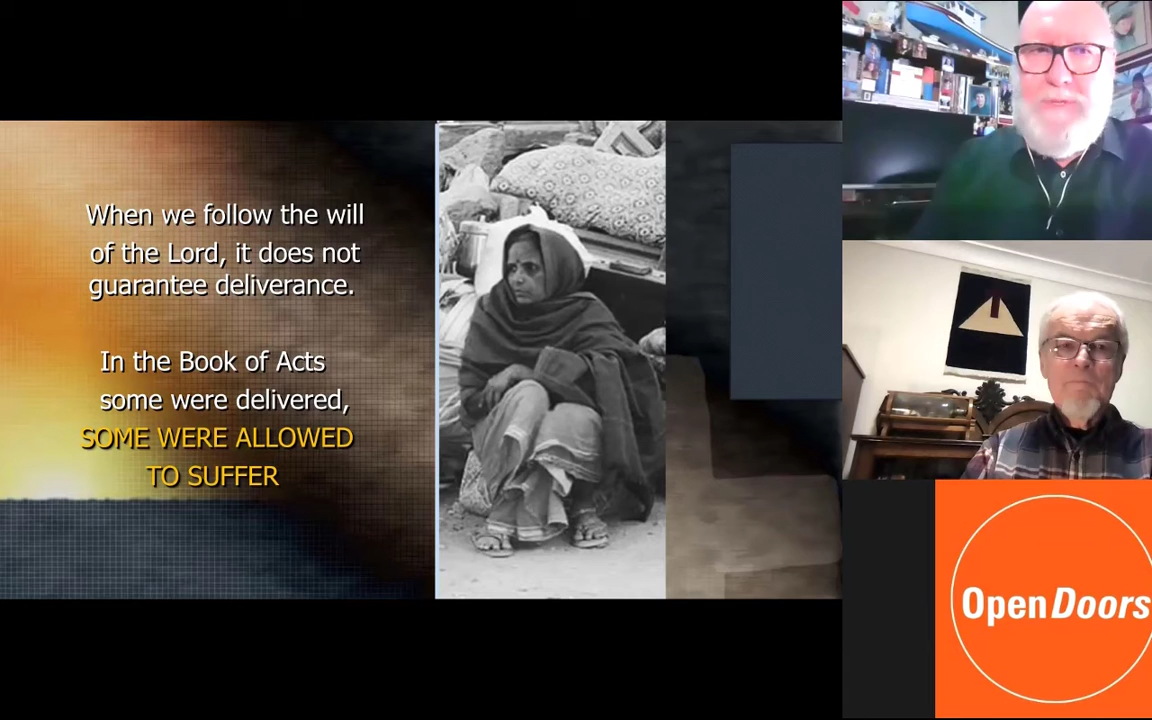 When we follow the will
of the Lord, it does not
guarantee deliverance.
In the Book of Acts
some were delivered,
SOME WERE ALLOWED
TO SUFFER
OpenDoors